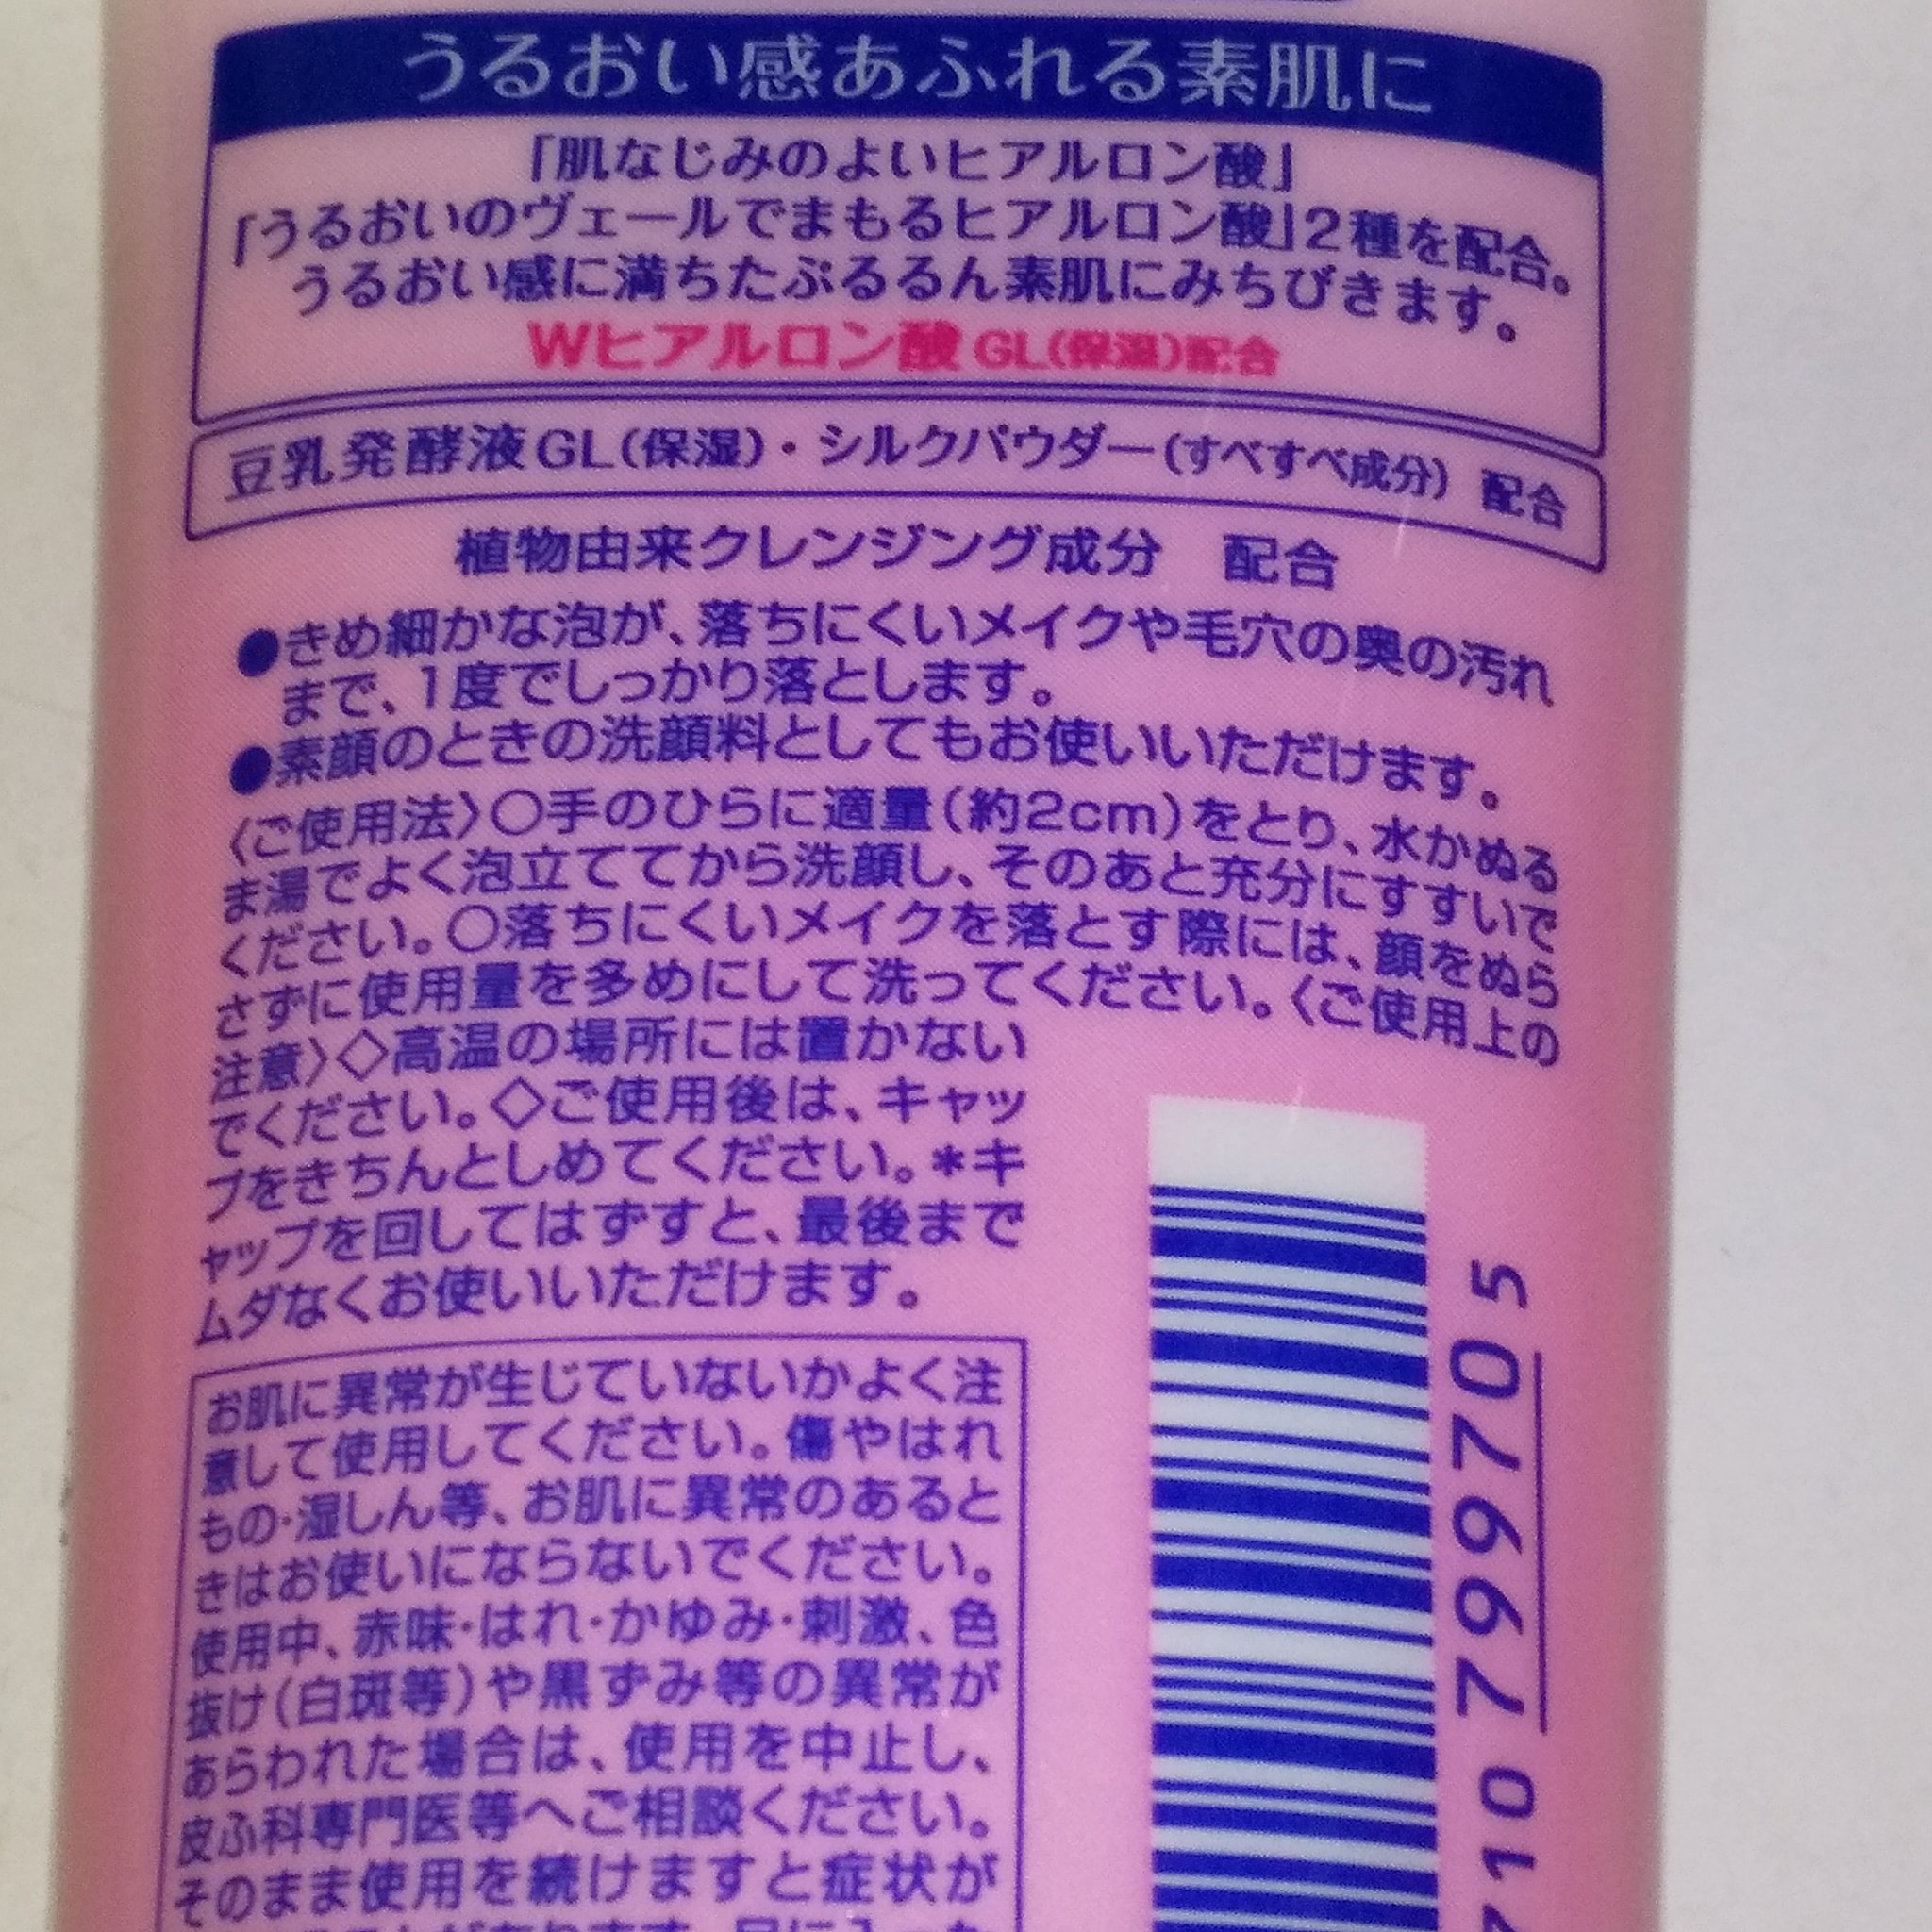 うるおい感あふれる素肌に
「肌なじみのよいヒアルロン酸」
「うるおいのヴェールでまもるヒアルロン酸」2種を配合。
うるおい感に満ちたぷるるん素肌にみちびきます。
Wヒアルロン酸GL(保湿)配合
豆乳発酵液GL(保湿)・シルクパウダー(すべすべ成分) 配合
植物由来クレンジング成分 配合
●きめ細かな泡が、落ちにくいメイクや毛穴の奥の汚れ
まで、1度でしっかり落とします。
●素顔のときの洗顔料としてもお使いいただけます。
〈ご使用法〉○手のひらに適量(約2cm)をとり、水かぬる
ま湯でよく泡立ててから洗顔し、そのあと充分にすすいで
ください。○落ちにくいメイクを落とす際には、顔をぬら
さずに使用量を多めにして洗ってください。〈ご使用上の
注意〉◇高温の場所には置かない
でください。◇ご使用後は、キャッ
プをきちんとしめてください。*キ
ャップを回してはずすと、最後まで
ムダなくお使いいただけます。
お肌に異常が生じていないかよく注
意して使用してください。傷やはれ
もの・湿しん等、お肌に異常のあると
きはお使いにならないでください。
使用中、赤味・はれ・かゆみ・刺激、色
抜け(白斑等)や黒ずみ等の異常が
あらわれた場合は、使用を中止し、
皮ふ科専門医等へご相談ください。
そのまま使用を続けますと症状が
710 799705